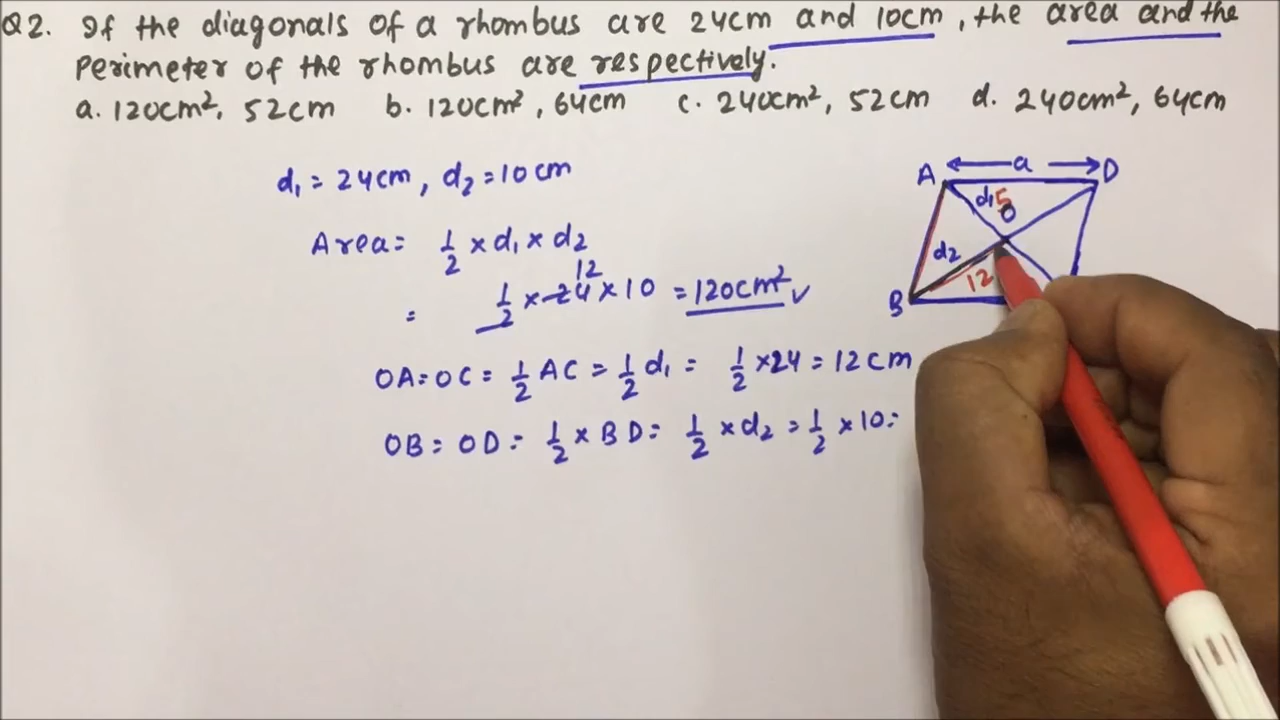 Q2. If the diagonals of a rhombus are 24cm and 10cm, the area and the
Perimeter of the rhombus are respectively.
a. 120cm², 52cm b. 120cm², 64cm c. 240cm², 52cm d. 240cm², 64cm
d₁ = 24cm, d₂ = 10cm
A a D
d₁ 5
O
Area = 1/2 × d₁ × d₂
d₂
12
12
= 1/2 × 24 × 10 = 120cm² ✓
B
OA = OC = 1/2 AC = 1/2 d₁ = 1/2 × 24 = 12cm
OB = OD = 1/2 × BD = 1/2 × d₂ = 1/2 × 10 =